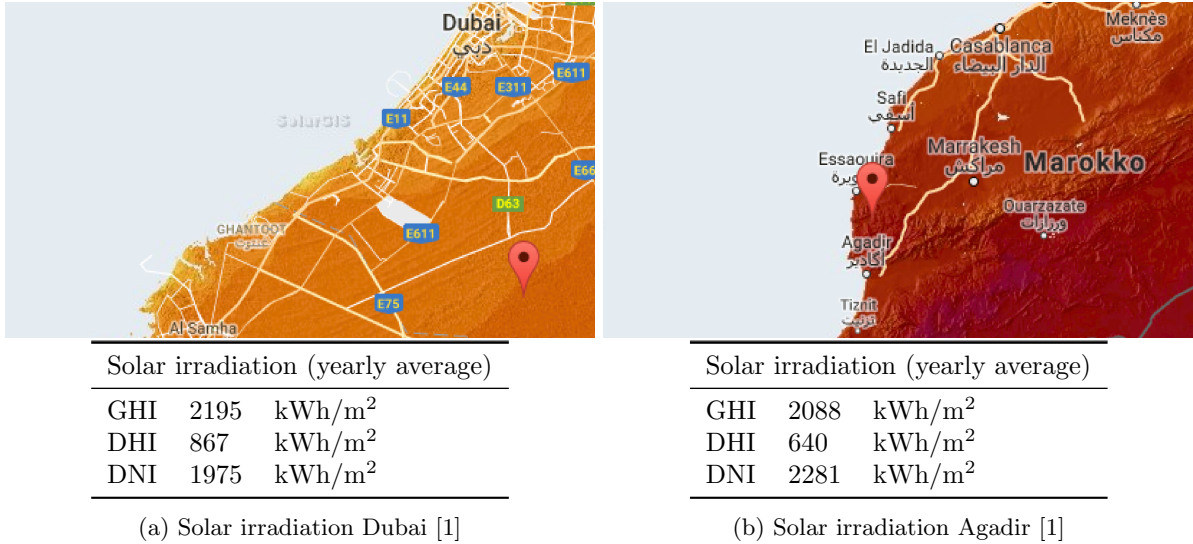 Dubai
دبي
E611
E44
E311
SolarGIS
E11
E66
D63
GHANTOOT
غنتوت
E611
E75
Al Samha
Solar irradiation (yearly average)
GHI 2195 kWh/m²
DHI 867 kWh/m²
DNI 1975 kWh/m²
(a) Solar irradiation Dubai [1]
Meknès
مكناس
El Jadida
الجديدة
Casablanca
الدار البيضاء
Safi
أسفي
Marrakesh
مراكش
Essaouira
ويرة
Marokko
Ouarzazate
ورزازات
Agadir
أكادير
Tiznit
تزنيت
Solar irradiation (yearly average)
GHI 2088 kWh/m²
DHI 640 kWh/m²
DNI 2281 kWh/m²
(b) Solar irradiation Agadir [1]